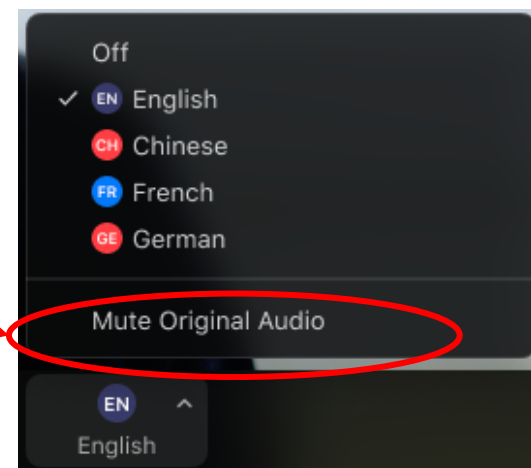 Off
EN English
CH Chinese
FR French
GE German
Mute Original Audio
EN
English